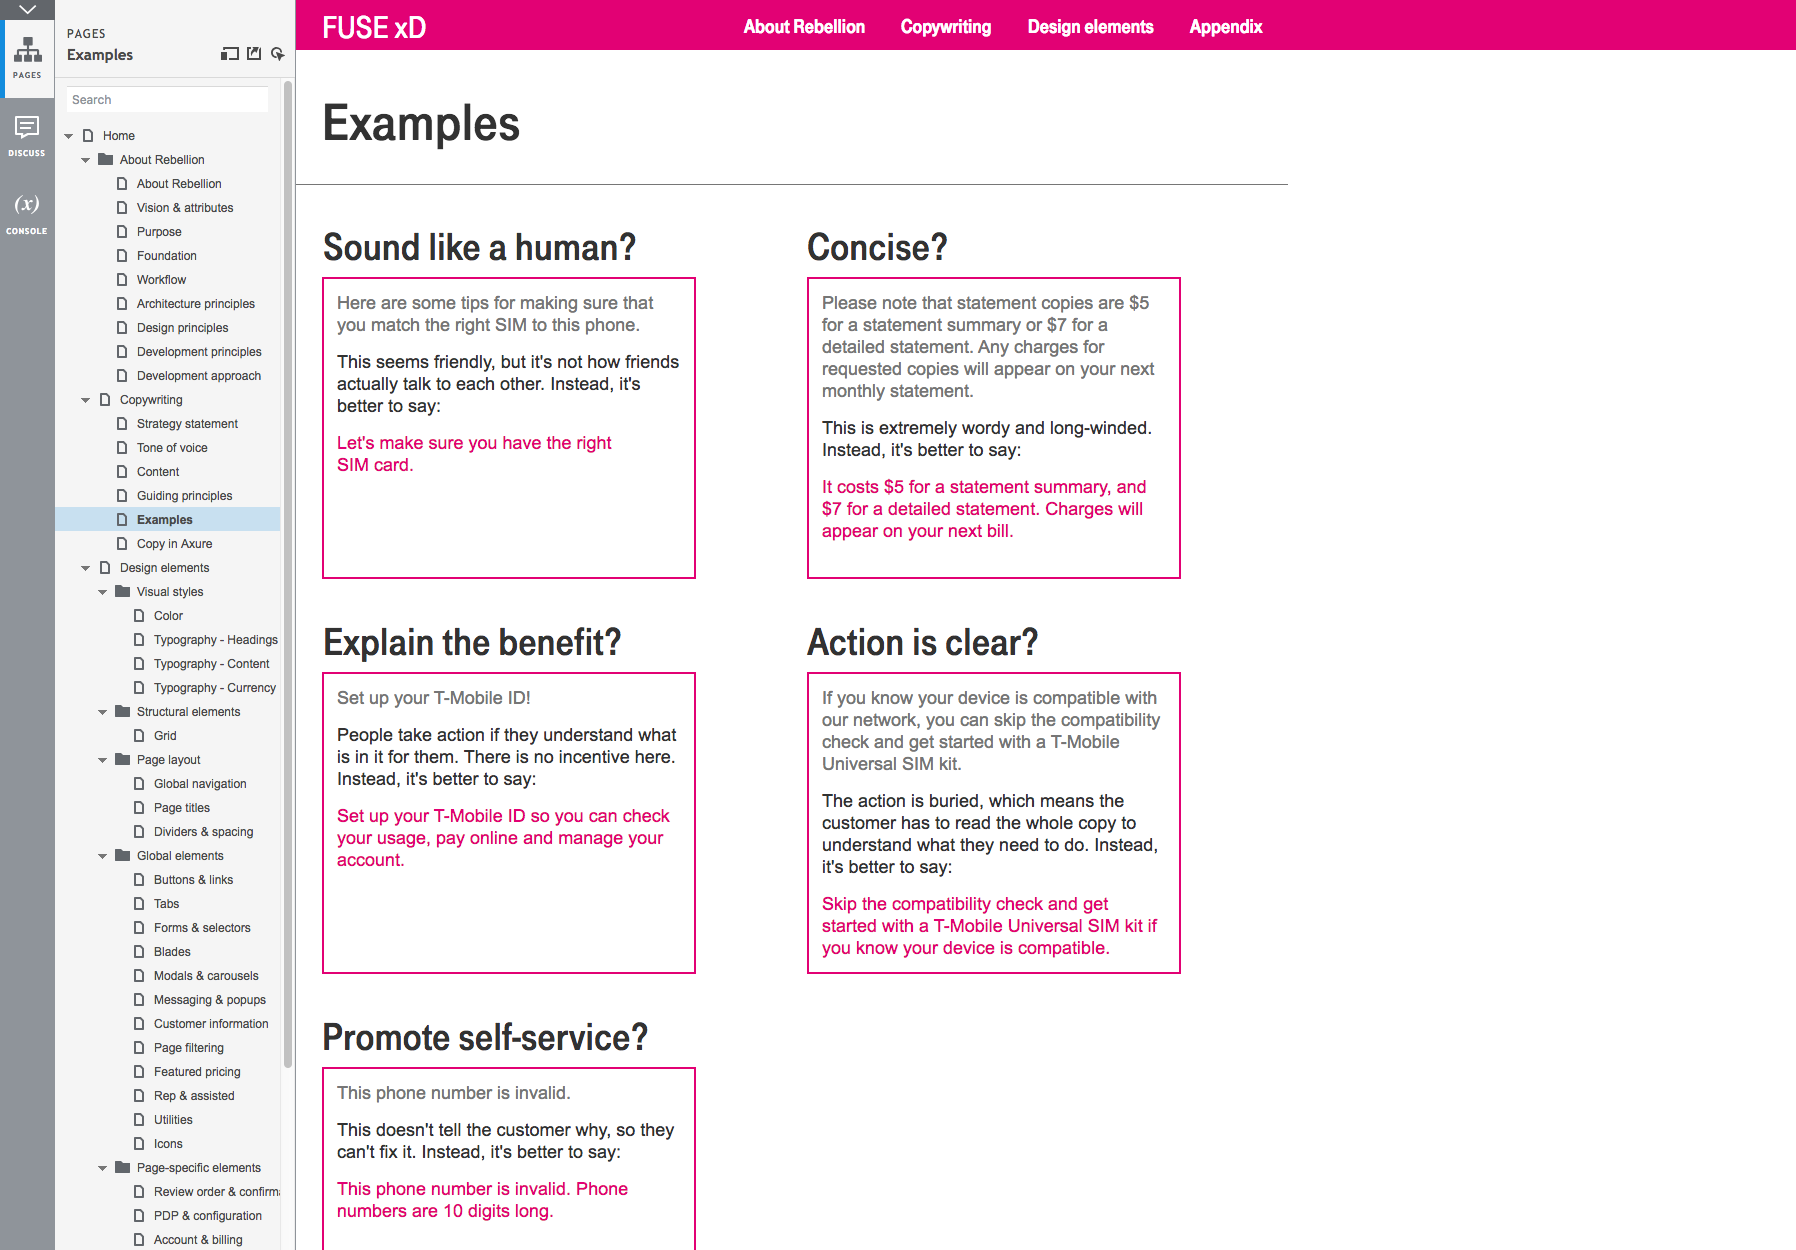 PAGES
DISCUSS
(x)
CONSOLE
PAGES
Examples
Search
Home
About Rebellion
About Rebellion
Vision & attributes
Purpose
Foundation
Workflow
Architecture principles
Design principles
Development principles
Development approach
Copywriting
Strategy statement
Tone of voice
Content
Guiding principles
Examples
Copy in Axure
Design elements
Visual styles
Color
Typography - Headings
Typography - Content
Typography - Currency
Structural elements
Grid
Page layout
Global navigation
Page titles
Dividers & spacing
Global elements
Buttons & links
Tabs
Forms & selectors
Blades
Modals & carousels
Messaging & popups
Customer information
Page filtering
Featured pricing
Rep & assisted
Utilities
Icons
Page-specific elements
Review order & confirm
PDP & configuration
Account & billing
FUSE xD
About Rebellion
Copywriting
Design elements
Appendix
Examples
Sound like a human?
Here are some tips for making sure that
you match the right SIM to this phone.
This seems friendly, but it's not how friends
actually talk to each other. Instead, it's
better to say:
Let's make sure you have the right
SIM card.
Concise?
Please note that statement copies are $5
for a statement summary or $7 for a
detailed statement. Any charges for
requested copies will appear on your next
monthly statement.
This is extremely wordy and long-winded.
Instead, it's better to say:
It costs $5 for a statement summary, and
$7 for a detailed statement. Charges will
appear on your next bill.
Explain the benefit?
Set up your T-Mobile ID!
People take action if they understand what
is in it for them. There is no incentive here.
Instead, it's better to say:
Set up your T-Mobile ID so you can check
your usage, pay online and manage your
account.
Action is clear?
If you know your device is compatible with
our network, you can skip the compatibility
check and get started with a T-Mobile
Universal SIM kit.
The action is buried, which means the
customer has to read the whole copy to
understand what they need to do. Instead,
it's better to say:
Skip the compatibility check and get
started with a T-Mobile Universal SIM kit if
you know your device is compatible.
Promote self-service?
This phone number is invalid.
This doesn't tell the customer why, so they
can't fix it. Instead, it's better to say:
This phone number is invalid. Phone
numbers are 10 digits long.